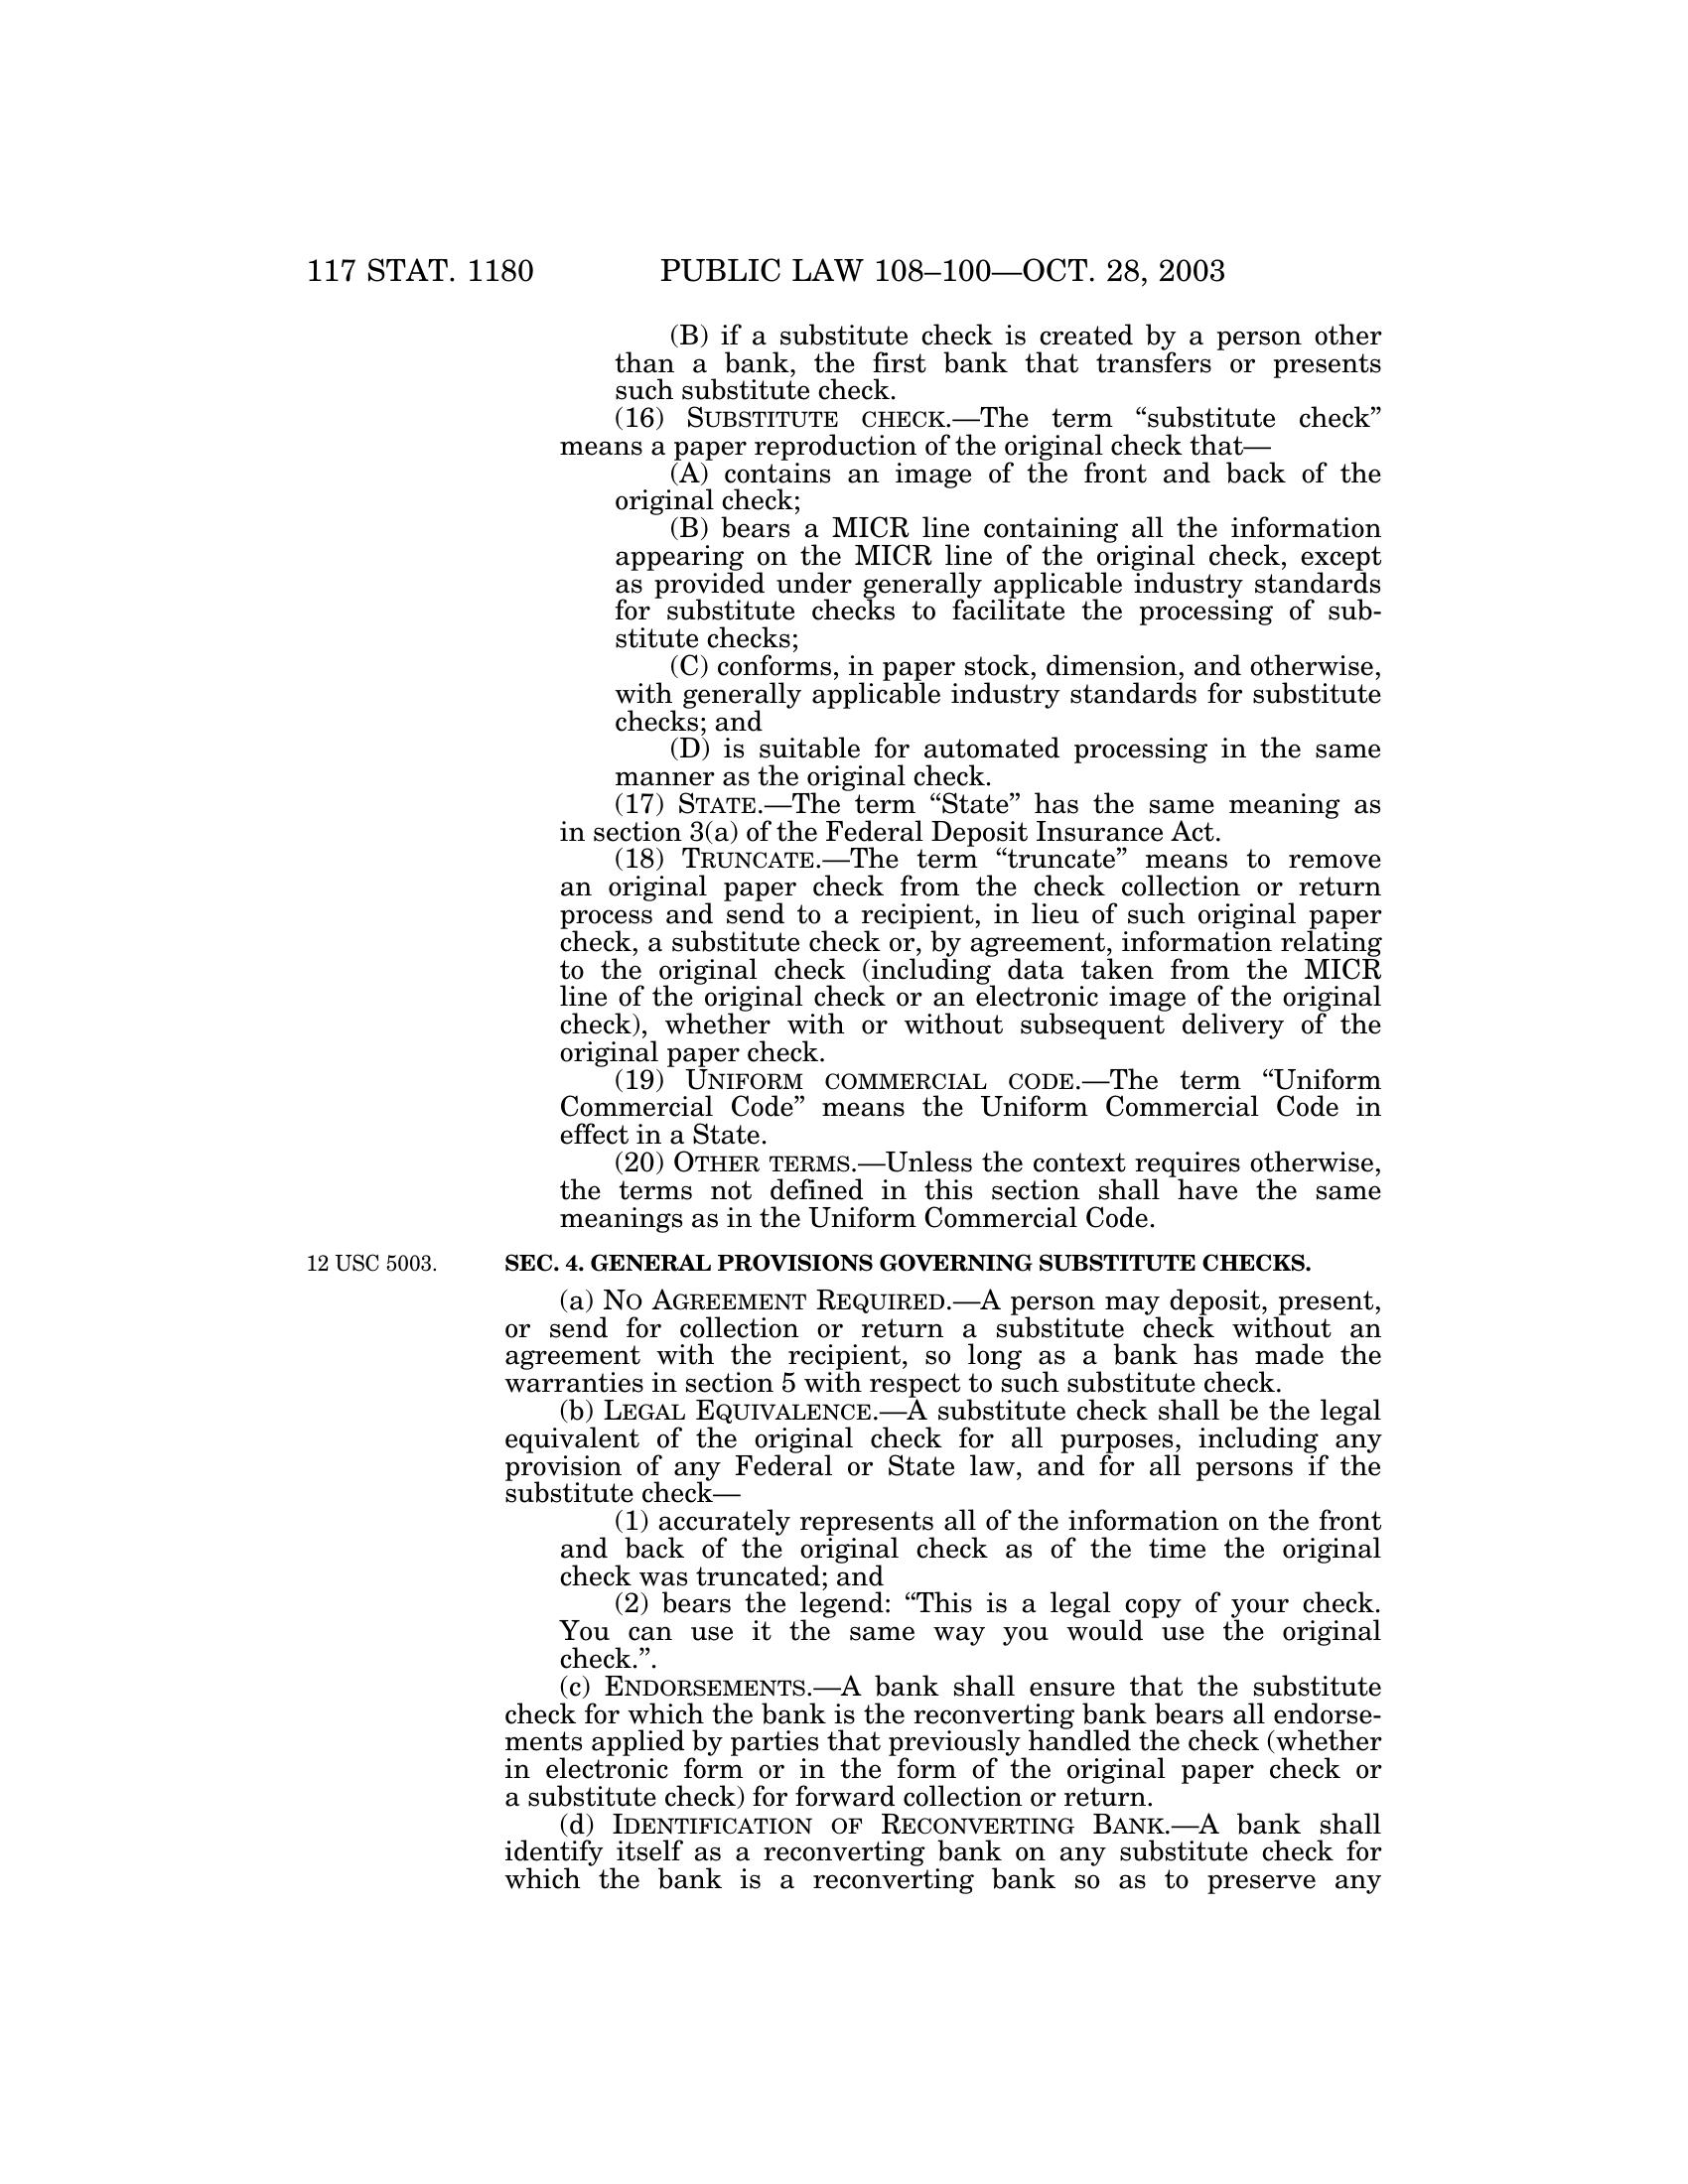 117 STAT. 1180
PUBLIC LAW 108–100—OCT. 28, 2003
(B) if a substitute check is created by a person other
than a bank, the first bank that transfers or presents
such substitute check.
(16) SUBSTITUTE CHECK.—The term “substitute check”
means a paper reproduction of the original check that—
(A) contains an image of the front and back of the
original check;
(B) bears a MICR line containing all the information
appearing on the MICR line of the original check, except
as provided under generally applicable industry standards
for substitute checks to facilitate the processing of sub-
stitute checks;
(C) conforms, in paper stock, dimension, and otherwise,
with generally applicable industry standards for substitute
checks; and
(D) is suitable for automated processing in the same
manner as the original check.
(17) STATE.—The term “State” has the same meaning as
in section 3(a) of the Federal Deposit Insurance Act.
(18) TRUNCATE.—The term “truncate” means to remove
an original paper check from the check collection or return
process and send to a recipient, in lieu of such original paper
check, a substitute check or, by agreement, information relating
to the original check (including data taken from the MICR
line of the original check or an electronic image of the original
check), whether with or without subsequent delivery of the
original paper check.
(19) UNIFORM COMMERCIAL CODE.—The term “Uniform
Commercial Code” means the Uniform Commercial Code in
effect in a State.
(20) OTHER TERMS.—Unless the context requires otherwise,
the terms not defined in this section shall have the same
meanings as in the Uniform Commercial Code.
12 USC 5003.
SEC. 4. GENERAL PROVISIONS GOVERNING SUBSTITUTE CHECKS.
(a) NO AGREEMENT REQUIRED.—A person may deposit, present,
or send for collection or return a substitute check without an
agreement with the recipient, so long as a bank has made the
warranties in section 5 with respect to such substitute check.
(b) LEGAL EQUIVALENCE.—A substitute check shall be the legal
equivalent of the original check for all purposes, including any
provision of any Federal or State law, and for all persons if the
substitute check—
(1) accurately represents all of the information on the front
and back of the original check as of the time the original
check was truncated; and
(2) bears the legend: “This is a legal copy of your check.
You can use it the same way you would use the original
check.”.
(c) ENDORSEMENTS.—A bank shall ensure that the substitute
check for which the bank is the reconverting bank bears all endorse-
ments applied by parties that previously handled the check (whether
in electronic form or in the form of the original paper check or
a substitute check) for forward collection or return.
(d) IDENTIFICATION OF RECONVERTING BANK.—A bank shall
identify itself as a reconverting bank on any substitute check for
which the bank is a reconverting bank so as to preserve any